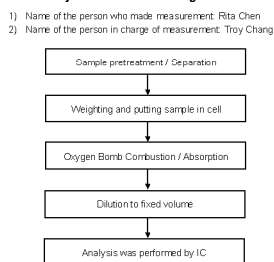 1) Name of the person who made measurement: Rita Chen
2) Name of the person in charge of measurement: Troy Chang
Sample pretreatment / Separation
Weighting and putting sample in cell
Oxygen Bomb Combustion / Absorption
Dilution to fixed volume
Analysis was performed by IC